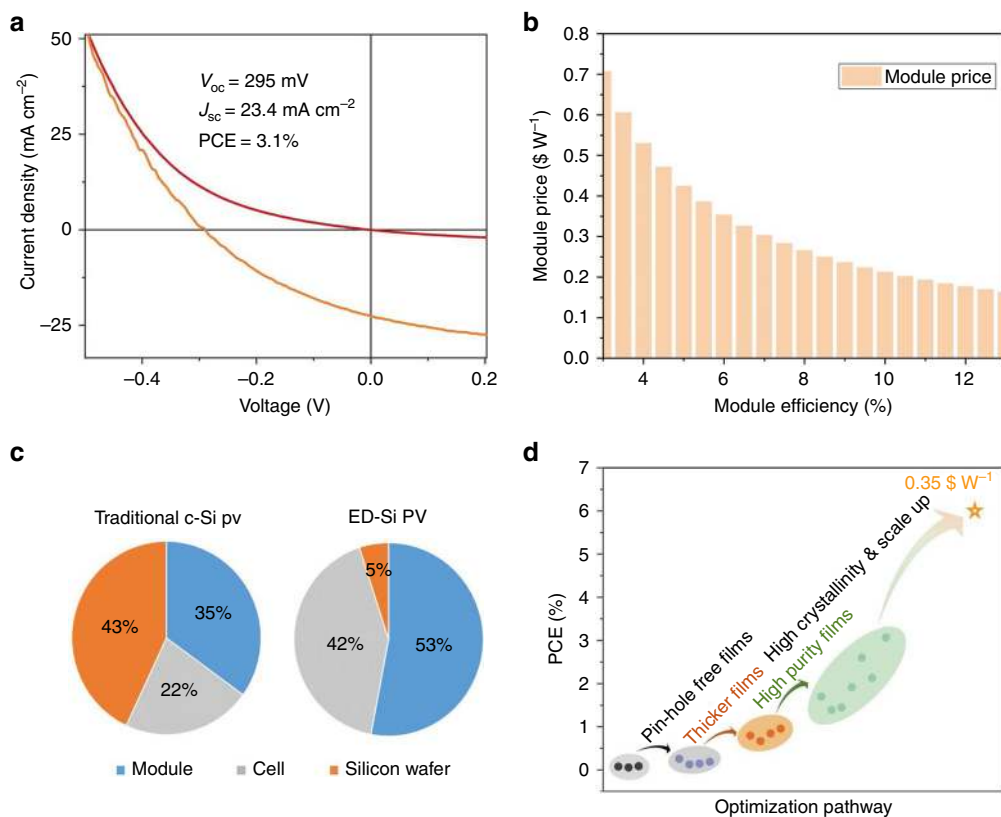 a
50
25
0
−25
−0.4
−0.2
0.0
0.2
Current density (mA cm⁻²)
Voltage (V)
Voc = 295 mV
Jsc = 23.4 mA cm⁻²
PCE = 3.1%
b
0.8
0.7
0.6
0.5
0.4
0.3
0.2
0.1
0.0
4
6
8
10
12
Module price ($ W⁻¹)
Module efficiency (%)
Module price
c
Traditional c-Si pv
43%
35%
22%
ED-Si PV
5%
42%
53%
Module
Cell
Silicon wafer
d
7
6
5
4
3
2
1
0
PCE (%)
Optimization pathway
Pin-hole free films
Thicker films
High purity films
High crystallinity & scale up
0.35 $ W⁻¹